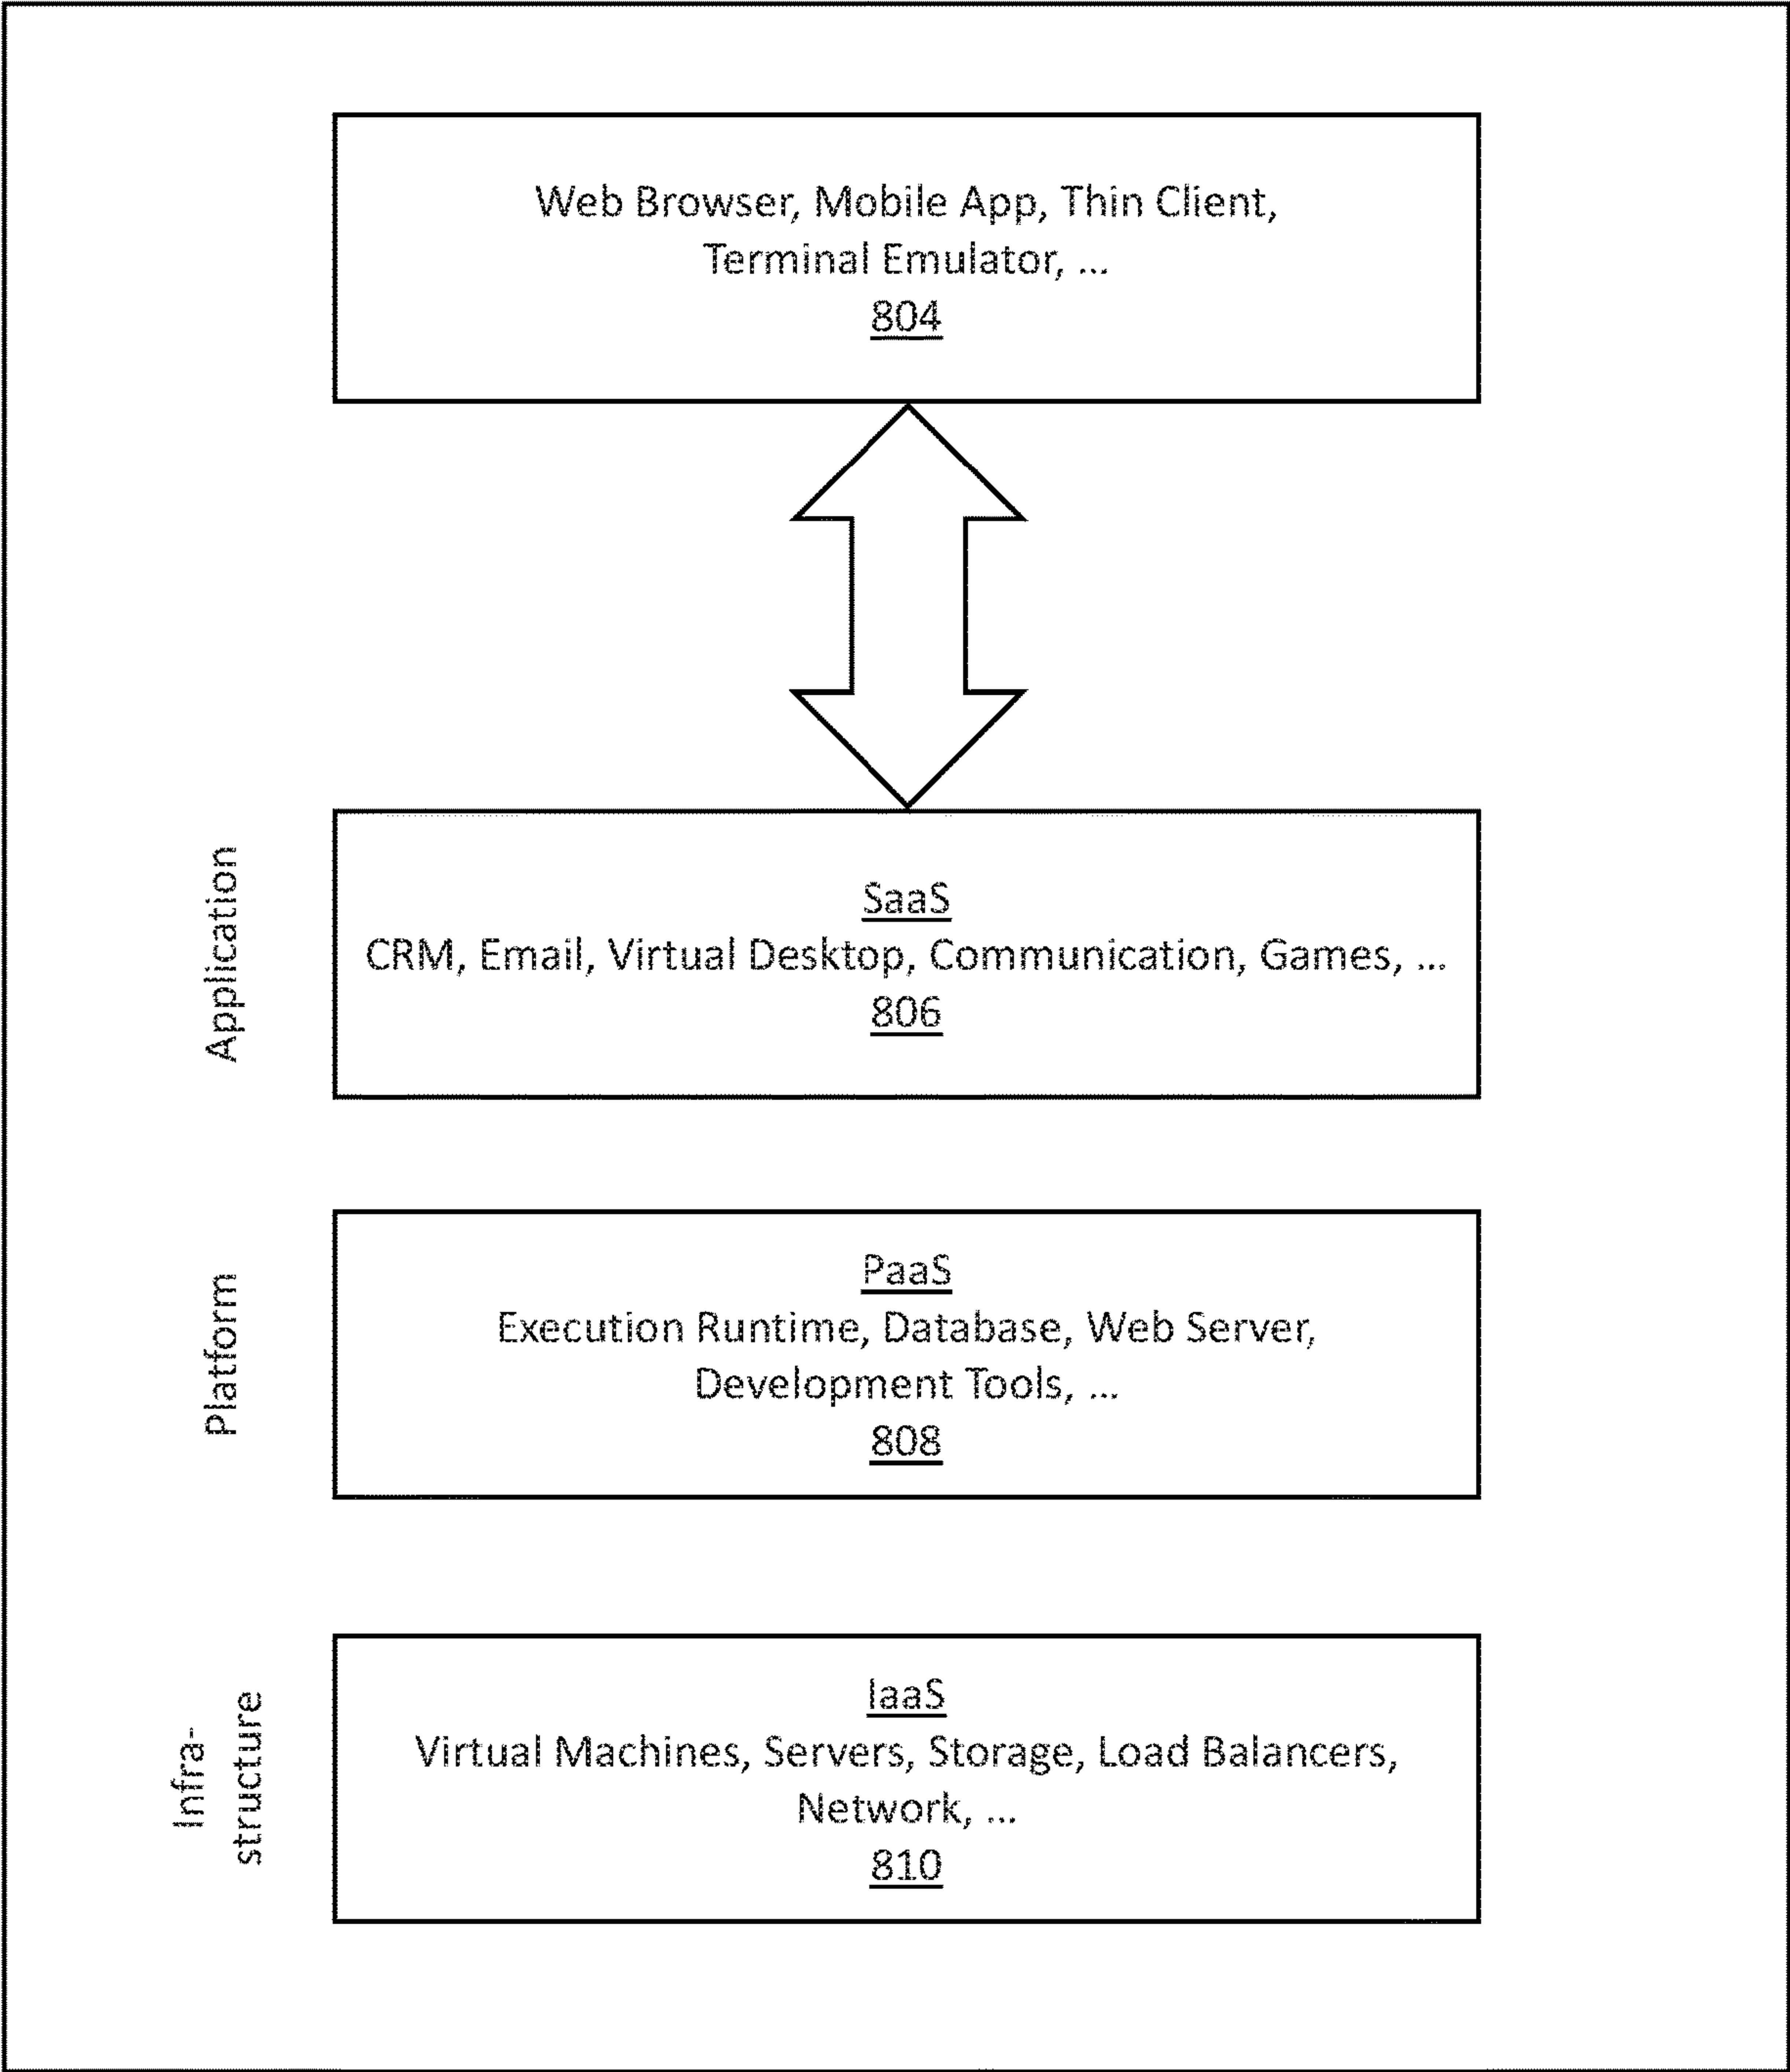 Web Browser, Mobile App, Thin Client,
Terminal Emulator, ...
804
Application
SaaS
CRM, Email, Virtual Desktop, Communication, Games, ...
806
Platform
PaaS
Execution Runtime, Database, Web Server,
Development Tools, ...
808
Infra-
structure
IaaS
Virtual Machines, Servers, Storage, Load Balancers,
Network, ...
810